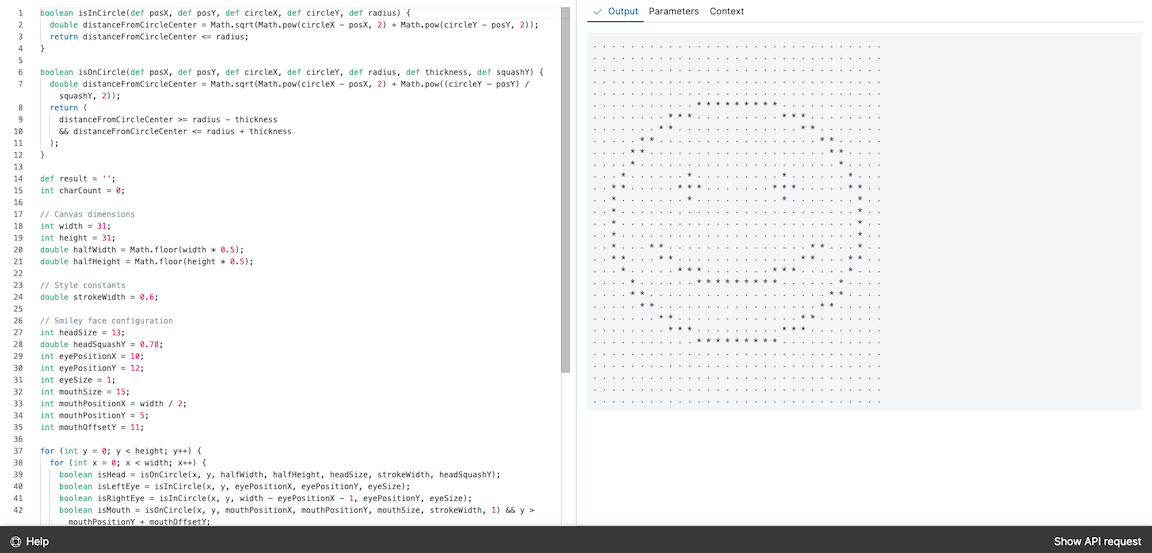 1 boolean isInCircle(def posX, def posY, def circleX, def circleY, def radius) {
2 double distanceFromCircleCenter = Math.sqrt(Math.pow(circleX - posX, 2) + Math.pow(circleY - posY, 2));
3 return distanceFromCircleCenter <= radius;
4 }
5
6 boolean isOnCircle(def posX, def posY, def circleX, def circleY, def radius, def thickness, def squashY) {
7 double distanceFromCircleCenter = Math.sqrt(Math.pow(circleX - posX, 2) + Math.pow((circleY - posY) /
squashY, 2));
8 return (
9 distanceFromCircleCenter >= radius - thickness
10 && distanceFromCircleCenter <= radius + thickness
11 );
12 }
13
14 def result = '';
15 int charCount = 0;
16
17 // Canvas dimensions
18 int width = 31;
19 int height = 31;
20 double halfWidth = Math.floor(width * 0.5);
21 double halfHeight = Math.floor(height * 0.5);
22
23 // Style constants
24 double strokeWidth = 0.6;
25
26 // Smiley face configuration
27 int headSize = 13;
28 double headSquashY = 0.78;
29 int eyePositionX = 10;
30 int eyePositionY = 12;
31 int eyeSize = 1;
32 int mouthSize = 15;
33 int mouthPositionX = width / 2;
34 int mouthPositionY = 5;
35 int mouthOffsetY = 11;
36
37 for (int y = 0; y < height; y++) {
38 for (int x = 0; x < width; x++) {
39 boolean isHead = isOnCircle(x, y, halfWidth, halfHeight, headSize, strokeWidth, headSquashY);
40 boolean isLeftEye = isInCircle(x, y, eyePositionX, eyePositionY, eyeSize);
41 boolean isRightEye = isInCircle(x, y, width - eyePositionX - 1, eyePositionY, eyeSize);
42 boolean isMouth = isOnCircle(x, y, mouthPositionX, mouthPositionY, mouthSize, strokeWidth, 1) && y >
mouthPositionY + mouthOffsetY;
Output Parameters Context
. . . . . . . . . . . . . . . . . . . . . . . . . . . . . . .
. . . . . . . . . . . . . . . . . . . . . . . . . . . . . . .
. . . . . . . . . . . . . . . . . . . . . . . . . . . . . . .
. . . . . . . . . . . . . . . . . . . . . . . . . . . . . . .
. . . . . . . . . . . . . . . . . . . . . . . . . . . . . . .
. . . . . . . . . . . * * * * * * * * * . . . . . . . . . . .
. . . . . . . . * * * . . . . . . . . . * * * . . . . . . . .
. . . . . . . * * . . . . . . . . . . . . . * * . . . . . . .
. . . . . * * . . . . . . . . . . . . . . . . . * * . . . . .
. . . . * * . . . . . . . . . . . . . . . . . . . * * . . . .
. . . . * . . . . . . . . . . . . . . . . . . . . . * . . . .
. . . * . . . . . . * . . . . . . . . . * . . . . . . * . . .
. . * * . . . . . * * * . . . . . . . * * * . . . . . * * . .
. . * . . . . . . . * . . . . . . . . . * . . . . . . . * . .
. . * . . . . . . . . . . . . . . . . . . . . . . . . . * . .
. . * . . . . . . . . . . . . . . . . . . . . . . . . . * . .
. . * . . . . . . . . . . . . . . . . . . . . . . . . . * . .
. . * . . . * * . . . . . . . . . . . . . . . * * . . . * . .
. . * * . . . * * . . . . . . . . . . . . . * * . . . * * . .
. . . * . . . . . * * * . . . . . . . * * * . . . . . * . . .
. . . . * . . . . . . * * * * * * * * * . . . . . . * . . . .
. . . . * * . . . . . . . . . . . . . . . . . . . * * . . . .
. . . . . * * . . . . . . . . . . . . . . . . . * * . . . . .
. . . . . . . * * . . . . . . . . . . . . . * * . . . . . . .
. . . . . . . . * * * . . . . . . . . . * * * . . . . . . . .
. . . . . . . . . . . * * * * * * * * * . . . . . . . . . . .
. . . . . . . . . . . . . . . . . . . . . . . . . . . . . . .
. . . . . . . . . . . . . . . . . . . . . . . . . . . . . . .
. . . . . . . . . . . . . . . . . . . . . . . . . . . . . . .
. . . . . . . . . . . . . . . . . . . . . . . . . . . . . . .
. . . . . . . . . . . . . . . . . . . . . . . . . . . . . . .
Help
Show API request